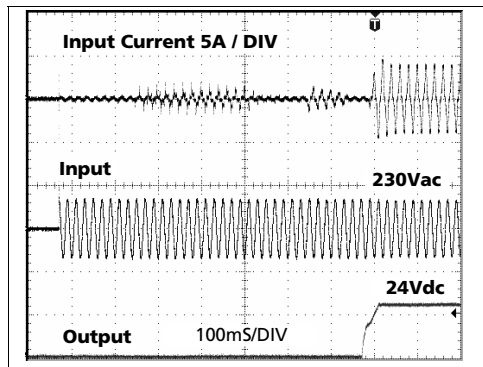 T
Input Current 5A / DIV
Input
230Vac
24Vdc
Output
100mS/DIV